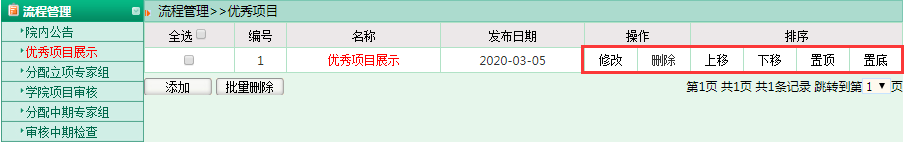 流程管理
院内公告
优秀项目展示
分配立项专家组
学院项目审核
分配中期专家组
审核中期检查
流程管理>>优秀项目
全选 编号 名称 发布日期 操作 排序
1 优秀项目展示 2020-03-05 修改 删除 上移 下移 置顶 置底
添加 批量删除 第1页 共1页 共1条记录 跳转到第 1 页